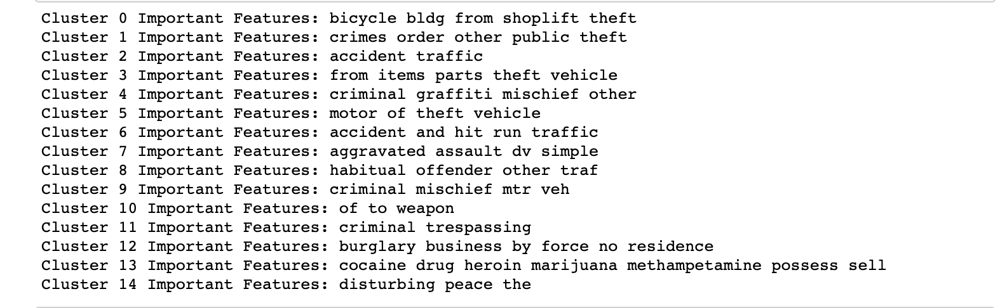 Cluster 0 Important Features: bicycle bldg from shoplift theft
Cluster 1 Important Features: crimes order other public theft
Cluster 2 Important Features: accident traffic
Cluster 3 Important Features: from items parts theft vehicle
Cluster 4 Important Features: criminal graffiti mischief other
Cluster 5 Important Features: motor of theft vehicle
Cluster 6 Important Features: accident and hit run traffic
Cluster 7 Important Features: aggravated assault dv simple
Cluster 8 Important Features: habitual offender other traf
Cluster 9 Important Features: criminal mischief mtr veh
Cluster 10 Important Features: of to weapon
Cluster 11 Important Features: criminal trespassing
Cluster 12 Important Features: burglary business by force no residence
Cluster 13 Important Features: cocaine drug heroin marijuana methampetamine possess sell
Cluster 14 Important Features: disturbing peace the